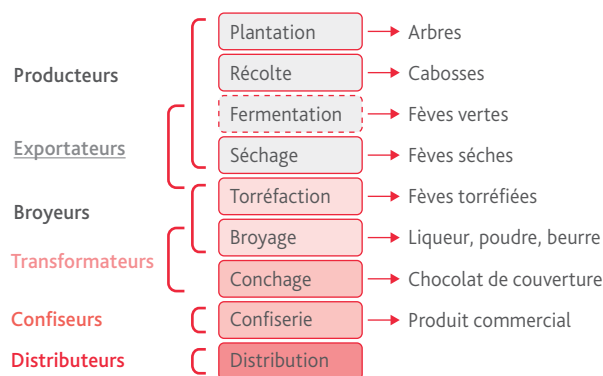 Plantation Arbres
Producteurs Récolte Cabosses
Fermentation Fèves vertes
Exportateurs Séchage Fèves séches
Torréfaction Fèves torréfiées
Broyeurs
Broyage Liqueur, poudre, beurre
Transformateurs
Conchage Chocolat de couverture
Confiseurs Confiserie Produit commercial
Distributeurs Distribution